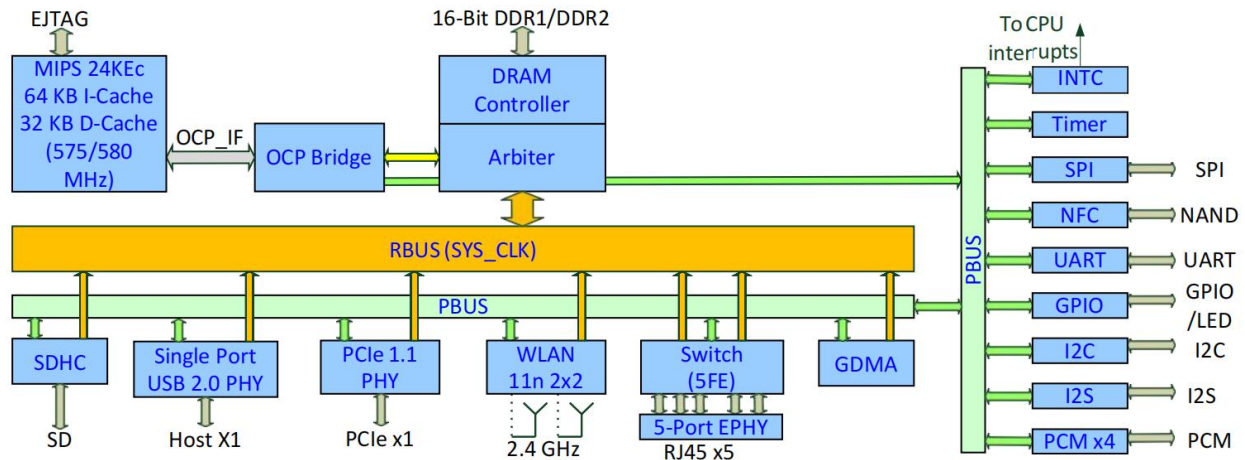 EJTAG
16-Bit DDR1/DDR2
To CPU
interrupts
MIPS 24KEc
64 KB I-Cache
32 KB D-Cache
(575/580
MHz)
OCP_IF
OCP Bridge
DRAM
Controller
Arbiter
RBUS (SYS_CLK)
PBUS
SDHC
Single Port
USB 2.0 PHY
PCIe 1.1
PHY
WLAN
11n 2x2
Switch
(5FE)
GDMA
5-Port EPHY
SD
Host X1
PCIe x1
2.4 GHz
RJ45 x5
PBUS
INTC
Timer
SPI
SPI
NFC
NAND
UART
UART
GPIO
GPIO
/LED
I2C
I2C
I2S
I2S
PCM x4
PCM